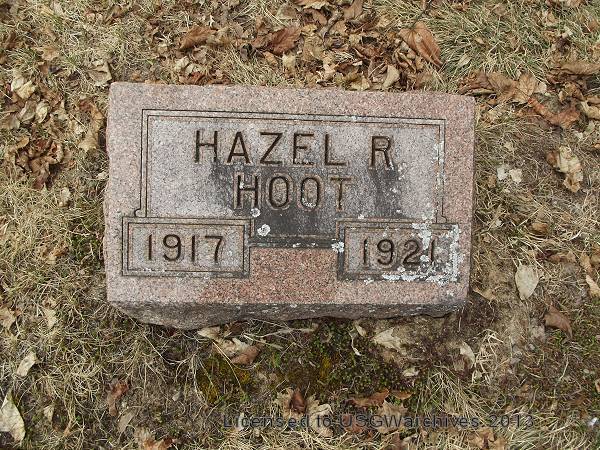 HAZEL R.
HOOT
1917 1921
Licensed to USGWarchives 2013